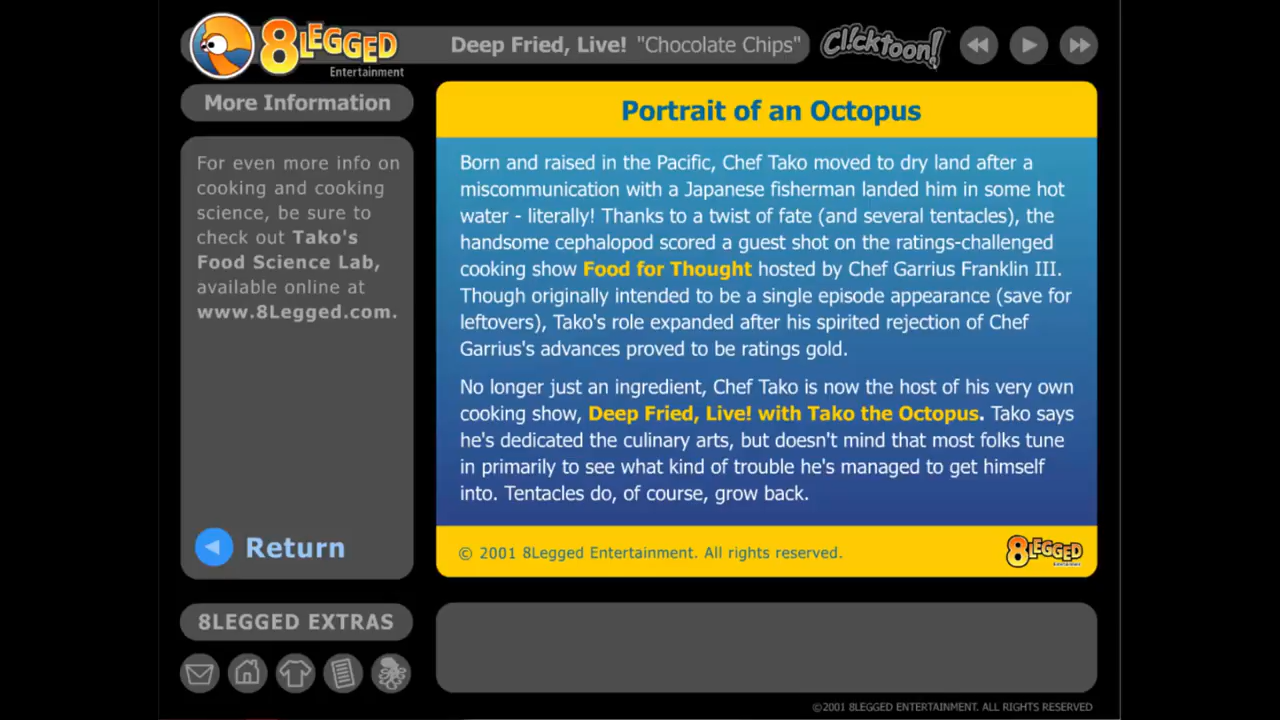 8LEGGED
Entertainment
Deep Fried, Live! "Chocolate Chips"
Cl!cktoon!
More Information
For even more info on
cooking and cooking
science, be sure to
check out Tako's
Food Science Lab,
available online at
www.8Legged.com.
Return
8LEGGED EXTRAS
Portrait of an Octopus
Born and raised in the Pacific, Chef Tako moved to dry land after a
miscommunication with a Japanese fisherman landed him in some hot
water - literally! Thanks to a twist of fate (and several tentacles), the
handsome cephalopod scored a guest shot on the ratings-challenged
cooking show Food for Thought hosted by Chef Garrius Franklin III.
Though originally intended to be a single episode appearance (save for
leftovers), Tako's role expanded after his spirited rejection of Chef
Garrius's advances proved to be ratings gold.
No longer just an ingredient, Chef Tako is now the host of his very own
cooking show, Deep Fried, Live! with Tako the Octopus. Tako says
he's dedicated the culinary arts, but doesn't mind that most folks tune
in primarily to see what kind of trouble he's managed to get himself
into. Tentacles do, of course, grow back.
© 2001 8Legged Entertainment. All rights reserved.
8LEGGED
Entertainment
©2001 8LEGGED ENTERTAINMENT. ALL RIGHTS RESERVED